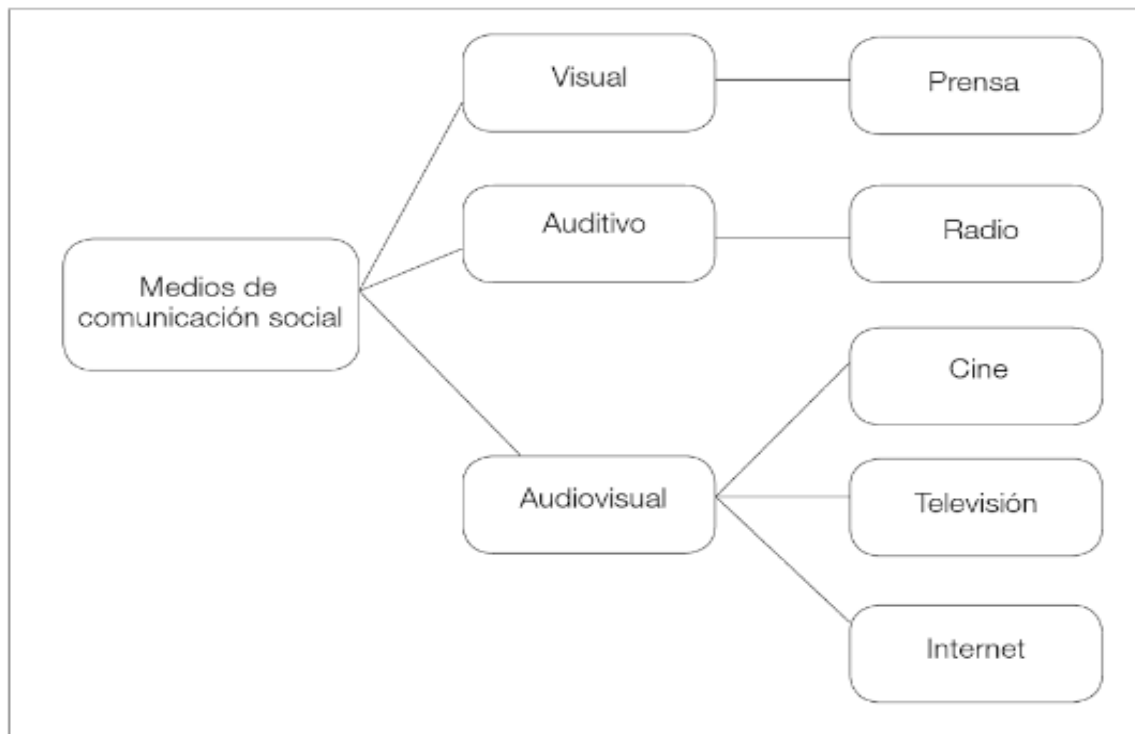 Visual
Prensa
Auditivo
Radio
Medios de
comunicación social
Cine
Audiovisual
Televisión
Internet